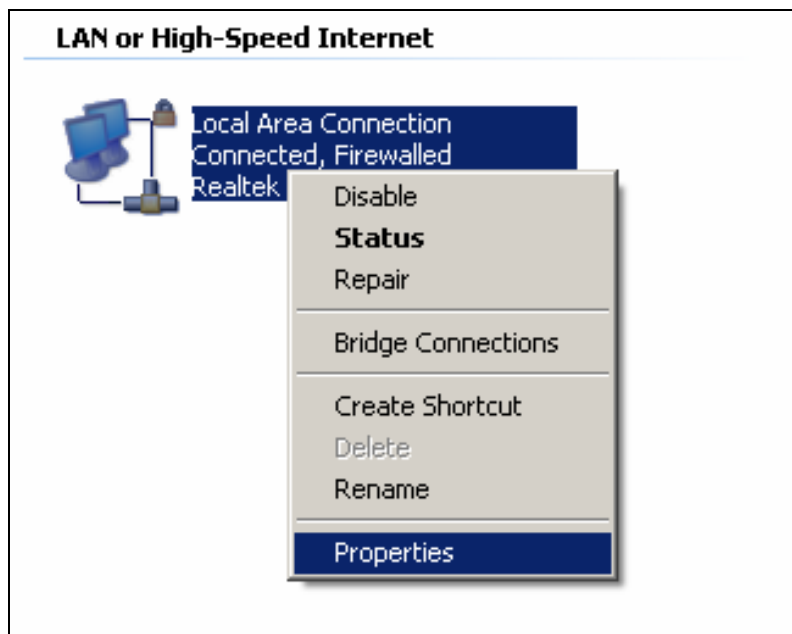 LAN or High-Speed Internet
Local Area Connection
Connected, Firewalled
Realtek
Disable
Status
Repair
Bridge Connections
Create Shortcut
Delete
Rename
Properties